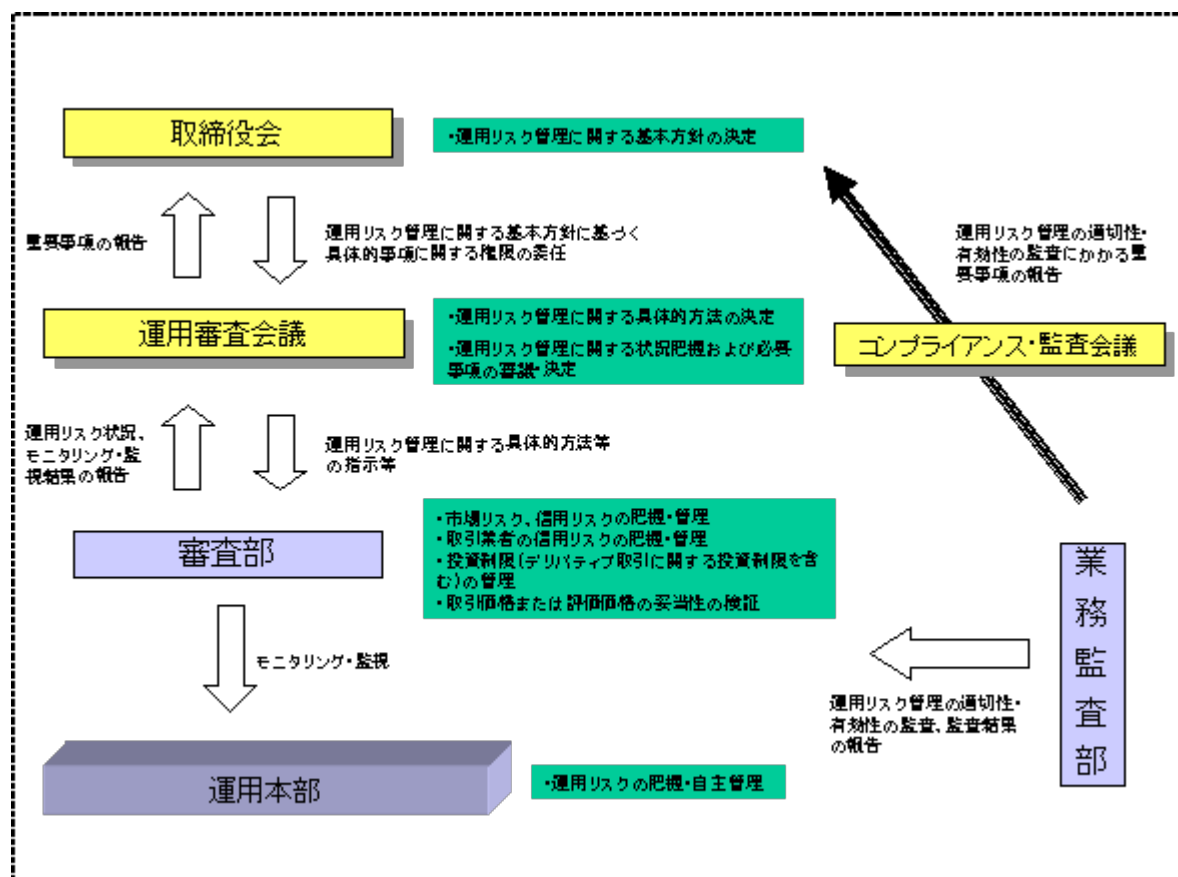 取締役会
・運用リスク管理に関する基本方針の決定
重要事項の報告
運用リスク管理に関する基本方針に基づく
具体的事項に関する権限の委任
運用リスク管理の適切性・
有効性の監査にかかる重
要事項の報告
運用審査会議
・運用リスク管理に関する具体的方法の決定
・運用リスク管理に関する状況把握および必要
事項の審議・決定
コンプライアンス・監査会議
運用リスク状況、
モニタリング・監
視結果の報告
運用リスク管理に関する具体的方法等
の指示等
審査部
・市場リスク、信用リスクの把握・管理
・取引業者の信用リスクの把握・管理
・投資制限(デリバティブ取引に関する投資制限を含
む)の管理
・取引価格または評価価格の妥当性の検証
業務監査部
モニタリング・監視
運用リスク管理の適切性・
有効性の監査、監査結果
の報告
運用本部
・運用リスクの把握・自主管理